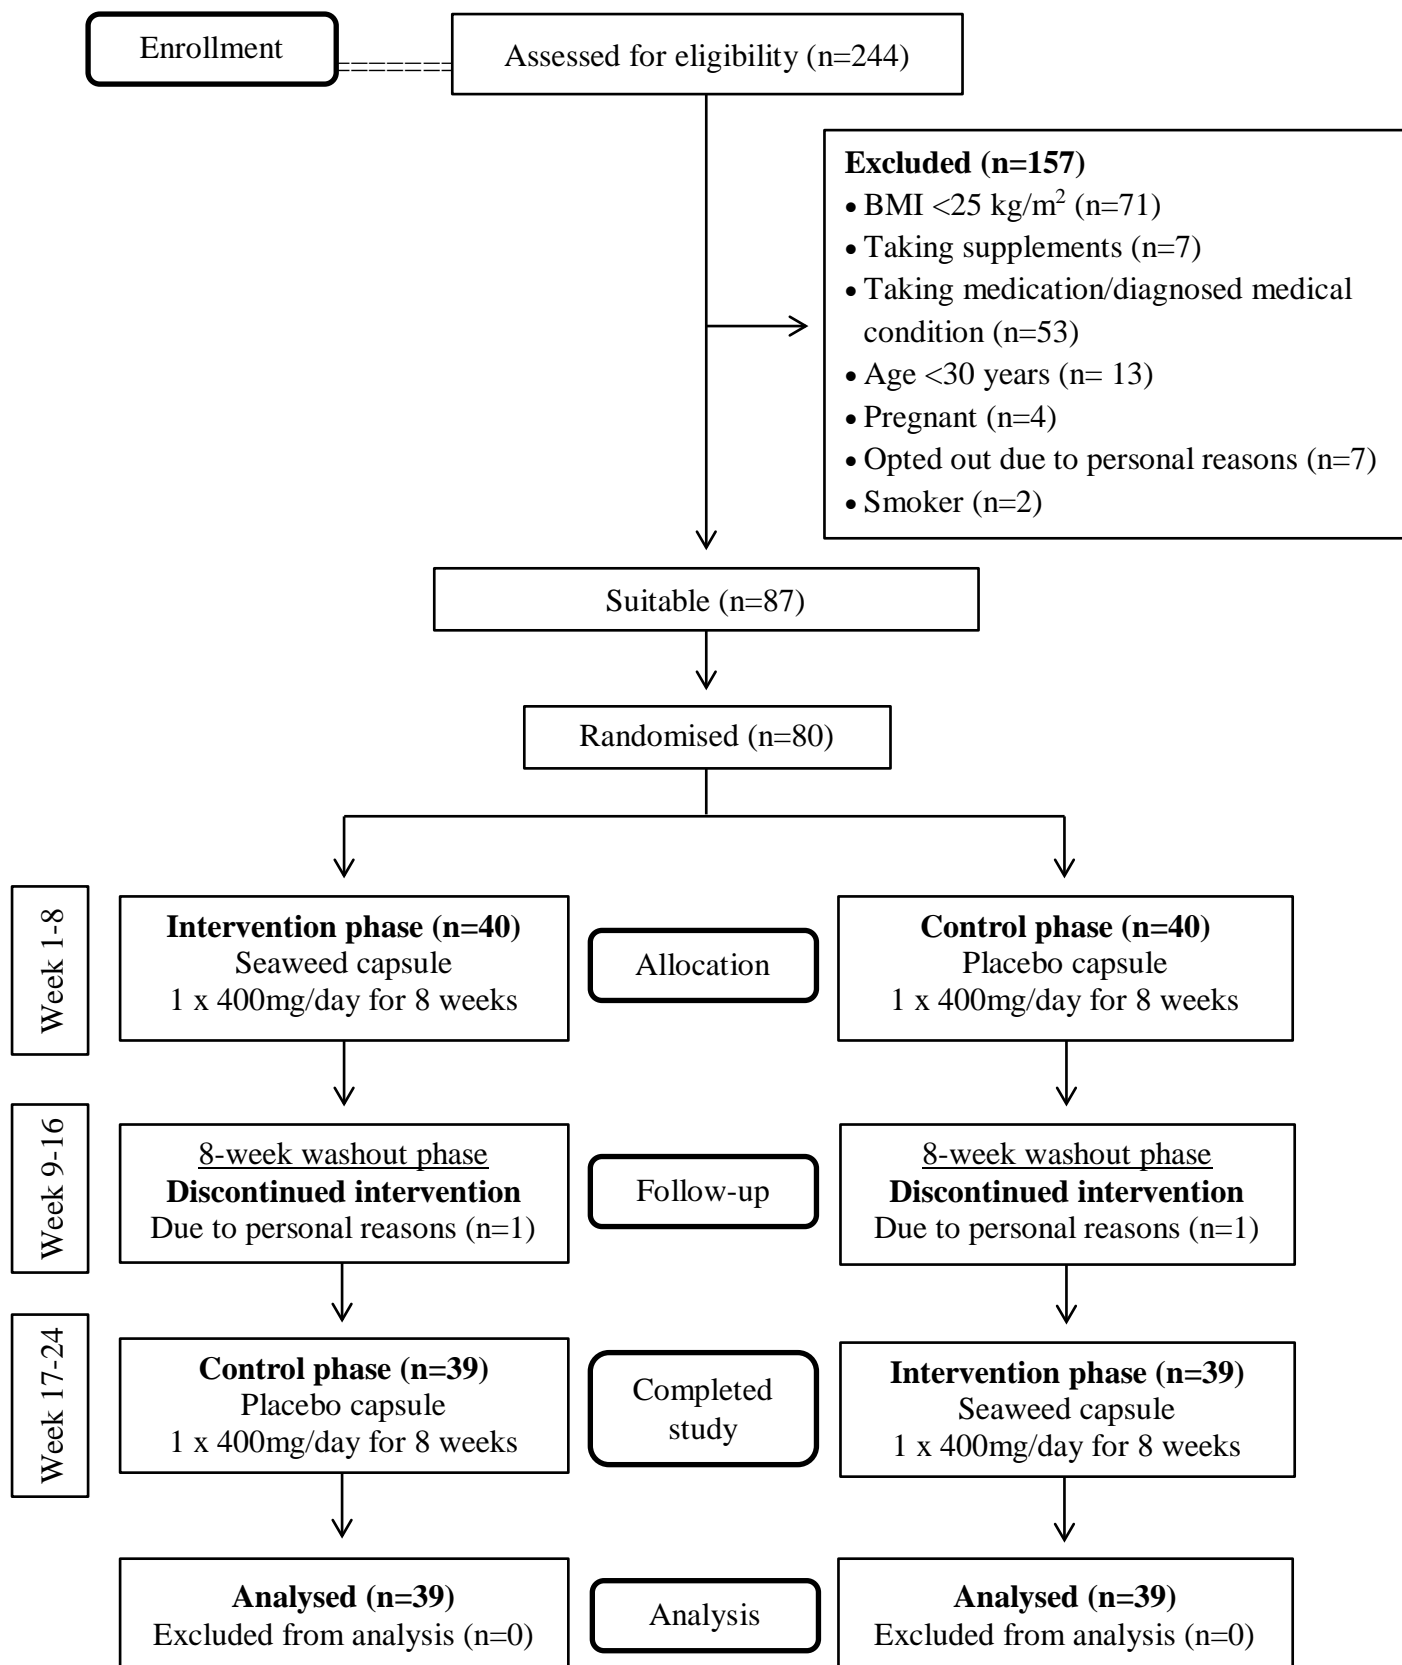 Enrollment
Assessed for eligibility (n=244)
Excluded (n=157)
• BMI <25 kg/m² (n=71)
• Taking supplements (n=7)
• Taking medication/diagnosed medical
condition (n=53)
• Age <30 years (n= 13)
• Pregnant (n=4)
• Opted out due to personal reasons (n=7)
• Smoker (n=2)
Suitable (n=87)
Randomised (n=80)
Week 1-8
Intervention phase (n=40)
Seaweed capsule
1 x 400mg/day for 8 weeks
Allocation
Control phase (n=40)
Placebo capsule
1 x 400mg/day for 8 weeks
Week 9-16
8-week washout phase
Discontinued intervention
Due to personal reasons (n=1)
Follow-up
8-week washout phase
Discontinued intervention
Due to personal reasons (n=1)
Week 17-24
Control phase (n=39)
Placebo capsule
1 x 400mg/day for 8 weeks
Completed
study
Intervention phase (n=39)
Seaweed capsule
1 x 400mg/day for 8 weeks
Analysed (n=39)
Excluded from analysis (n=0)
Analysis
Analysed (n=39)
Excluded from analysis (n=0)